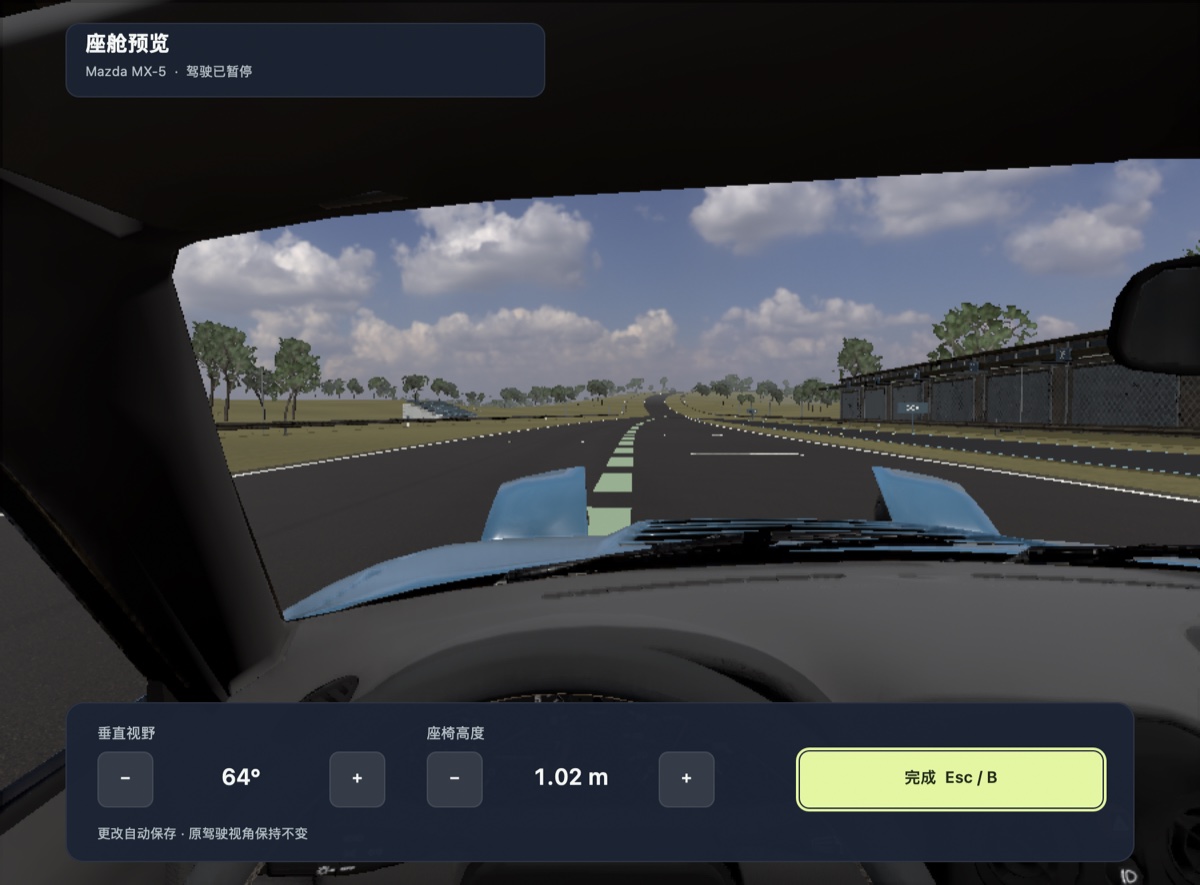 座舱预览
Mazda MX-5 · 驾驶已暂停
垂直视野
座椅高度
− 64° +
− 1.02 m +
完成 Esc / B
更改自动保存 · 原驾驶视角保持不变